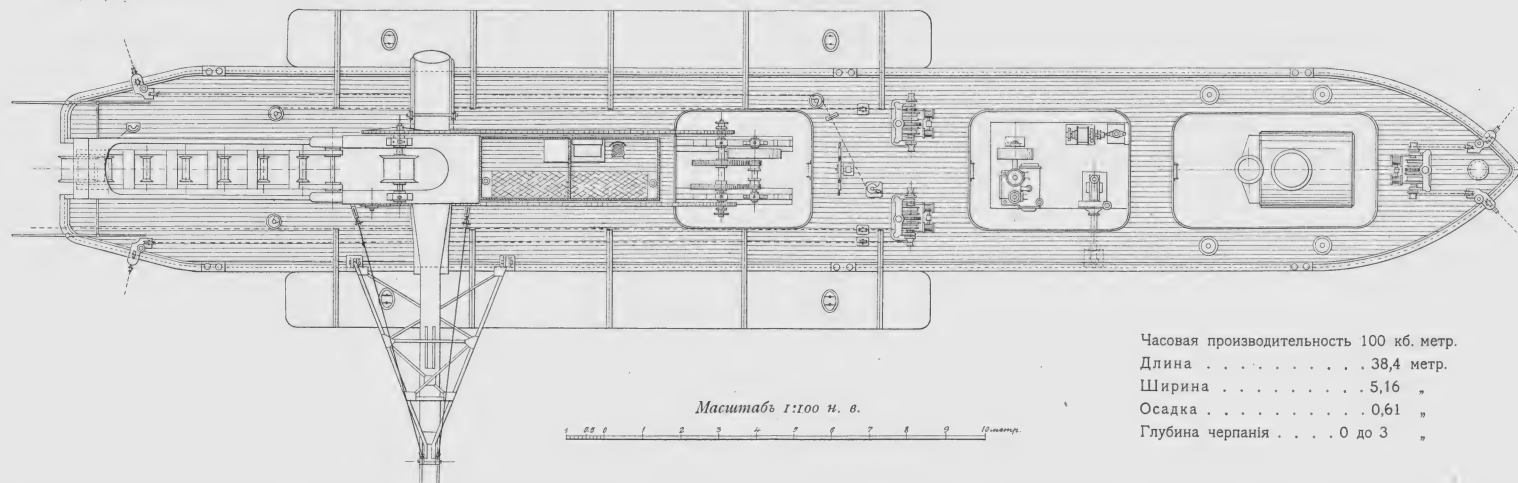 Масштабъ 1:100 н. в.
1 0.5 0 1 2 3 4 5 6 7 8 9 10 метр.
Часовая производительность 100 кб. метр.
Длина . . . . . . . . . . 38,4 метр.
Ширина . . . . . . . . . . 5,16 „
Осадка . . . . . . . . . . 0,61 „
Глубина черпанія . . . . 0 до 3 „